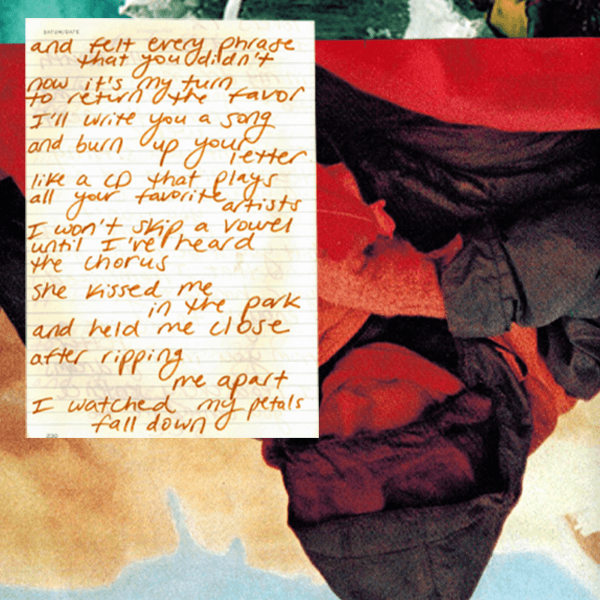 DATUM/DATE
and felt every phrase
that you didn't
now it's my turn
to return the favor
I'll write you a song
and burn up your
letter
like a CD that plays
all your favorite
artists
I won't skip a vowel
until I've heard
the chorus
she kissed me
in the park
and held me close
after ripping
me apart
I watched my petals
fall down